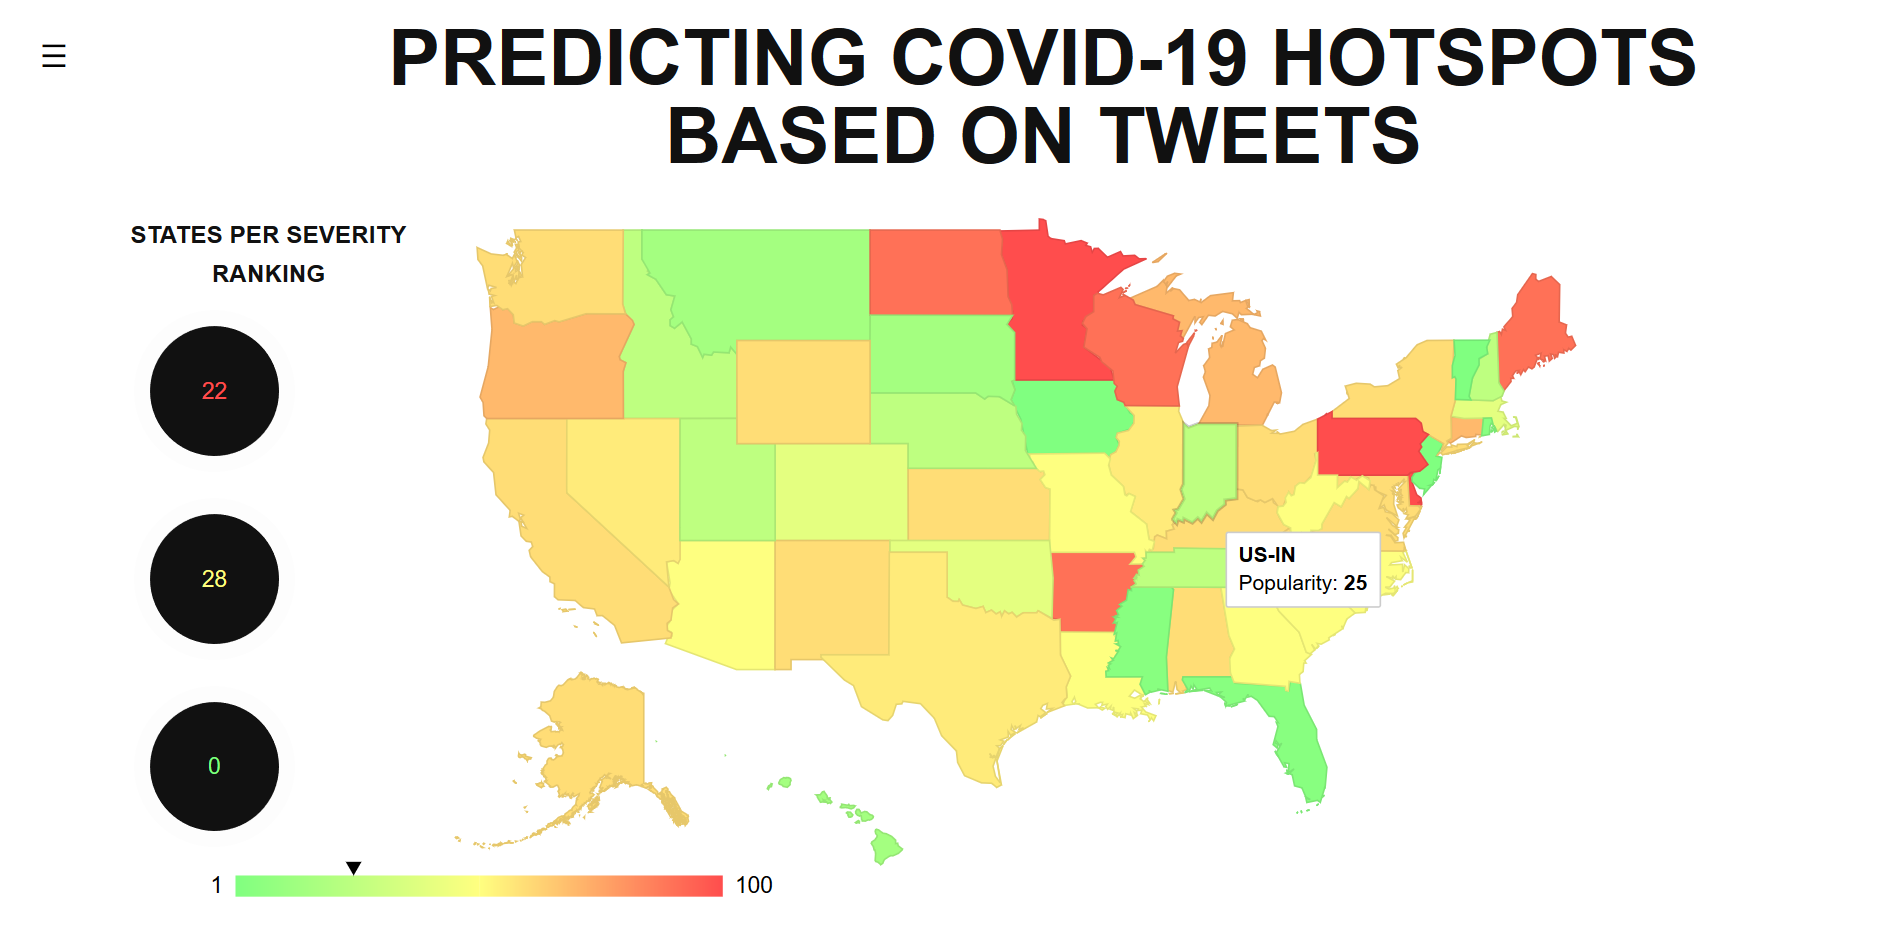 ☰
PREDICTING COVID-19 HOTSPOTS
BASED ON TWEETS
STATES PER SEVERITY
RANKING
22
28
0
US-IN
Popularity: 25
1
100